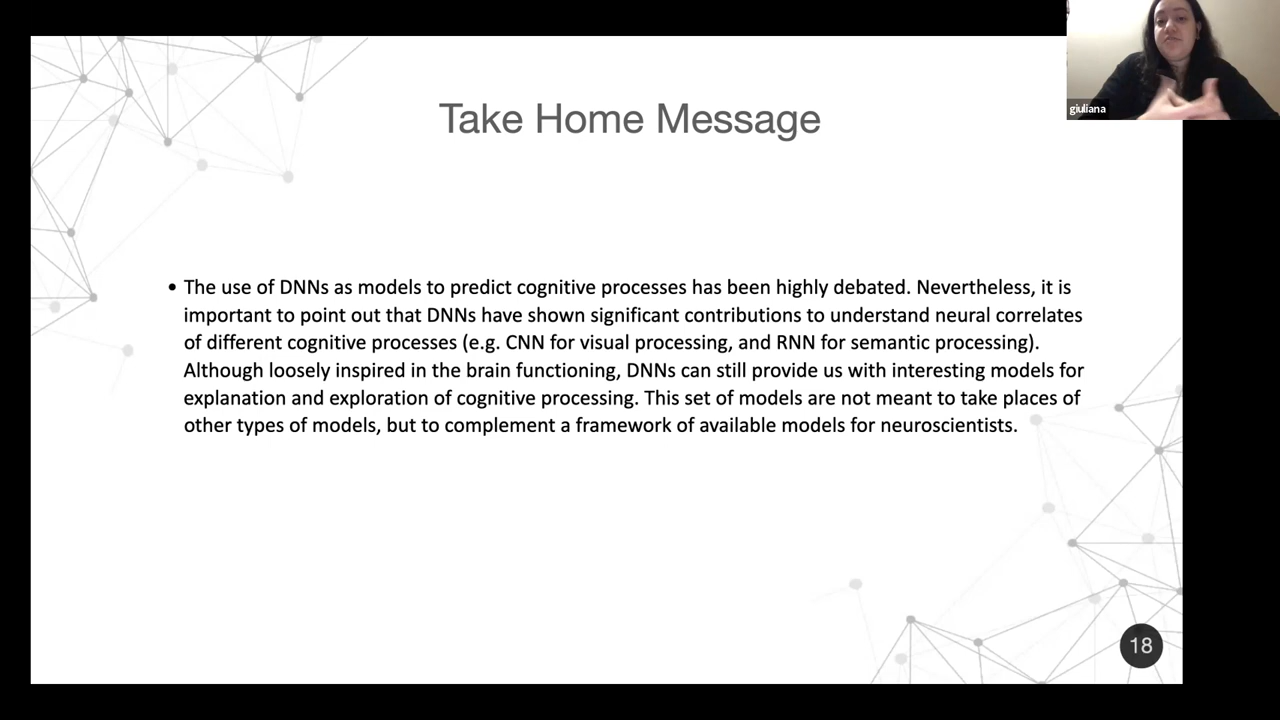 giuliana
Take Home Message
• The use of DNNs as models to predict cognitive processes has been highly debated. Nevertheless, it is
important to point out that DNNs have shown significant contributions to understand neural correlates
of different cognitive processes (e.g. CNN for visual processing, and RNN for semantic processing).
Although loosely inspired in the brain functioning, DNNs can still provide us with interesting models for
explanation and exploration of cognitive processing. This set of models are not meant to take places of
other types of models, but to complement a framework of available models for neuroscientists.
18